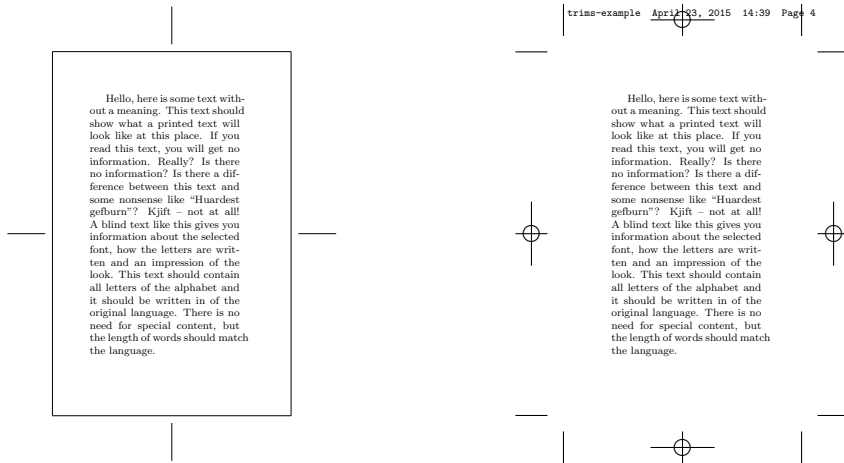 trims-example April 23, 2015 14:39 Page 4
Hello, here is some text with-
out a meaning. This text should
show what a printed text will
look like at this place. If you
read this text, you will get no
information. Really? Is there
no information? Is there a dif-
ference between this text and
some nonsense like “Huardest
gefburn”? Kjift – not at all!
A blind text like this gives you
information about the selected
font, how the letters are writ-
ten and an impression of the
look. This text should contain
all letters of the alphabet and
it should be written in of the
original language. There is no
need for special content, but
the length of words should match
the language.
Hello, here is some text with-
out a meaning. This text should
show what a printed text will
look like at this place. If you
read this text, you will get no
information. Really? Is there
no information? Is there a dif-
ference between this text and
some nonsense like “Huardest
gefburn”? Kjift – not at all!
A blind text like this gives you
information about the selected
font, how the letters are writ-
ten and an impression of the
look. This text should contain
all letters of the alphabet and
it should be written in of the
original language. There is no
need for special content, but
the length of words should match
the language.